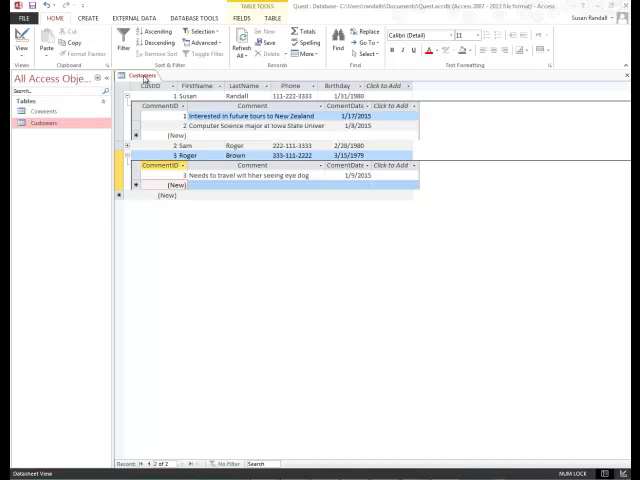 TABLE TOOLS
Quest : Database- C:\Users\randalls\Documents\Quest.accdb (Access 2007 - 2013 file format) - Access
FILE HOME CREATE EXTERNAL DATA DATABASE TOOLS FIELDS TABLE
Susan Randall
View
Paste
Cut
Copy
Format Painter
Filter
Ascending
Descending
Remove Sort
Selection
Advanced
Toggle Filter
Refresh All
New
Save
Delete
Totals
Spelling
More
Find
Replace
Go To
Select
Calibri (Detail)
11
B I U
Views Clipboard Sort & Filter Records Find Text Formatting
All Access Obje...
Search...
Tables
Comments
Customers
Customers
CustID FirstName LastName Phone Birthday Click to Add
1 Susan Randall 111-222-3333 1/31/1980
CommentID Comment ComentDate Click to Add
1 Interested in future tours to New Zealand 1/17/2015
2 Computer Science major at Iowa State Univer 1/8/2015
(New)
2 Sam Roger 222-111-3333 2/28/1980
3 Roger Brown 333-111-2222 3/15/1979
CommentID Comment ComentDate Click to Add
3 Needs to travel wit hher seeing eye dog 1/9/2015
(New)
(New)
Record: 2 of 2 No Filter Search
Datasheet View
NUM LOCK